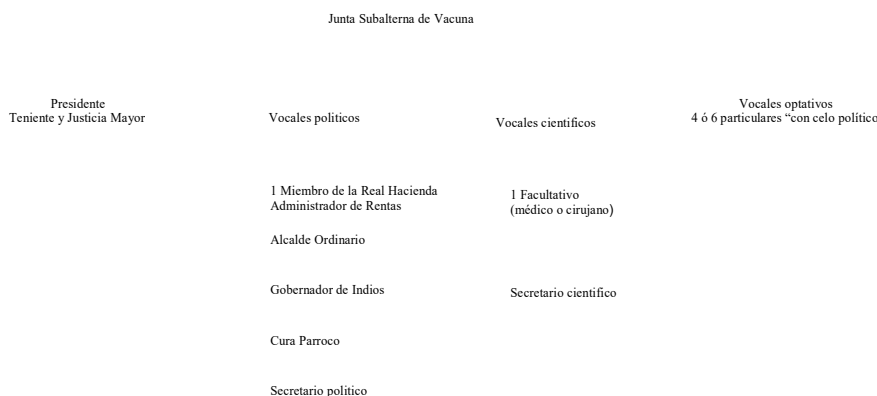 Junta Subalterna de Vacuna
Presidente
Teniente y Justicia Mayor
Vocales politicos
Vocales cientificos
Vocales optativos
4 ó 6 particulares “con celo político
1 Miembro de la Real Hacienda
Administrador de Rentas
1 Facultativo
(médico o cirujano)
Alcalde Ordinario
Gobernador de Indios
Secretario cientifico
Cura Parroco
Secretario politico